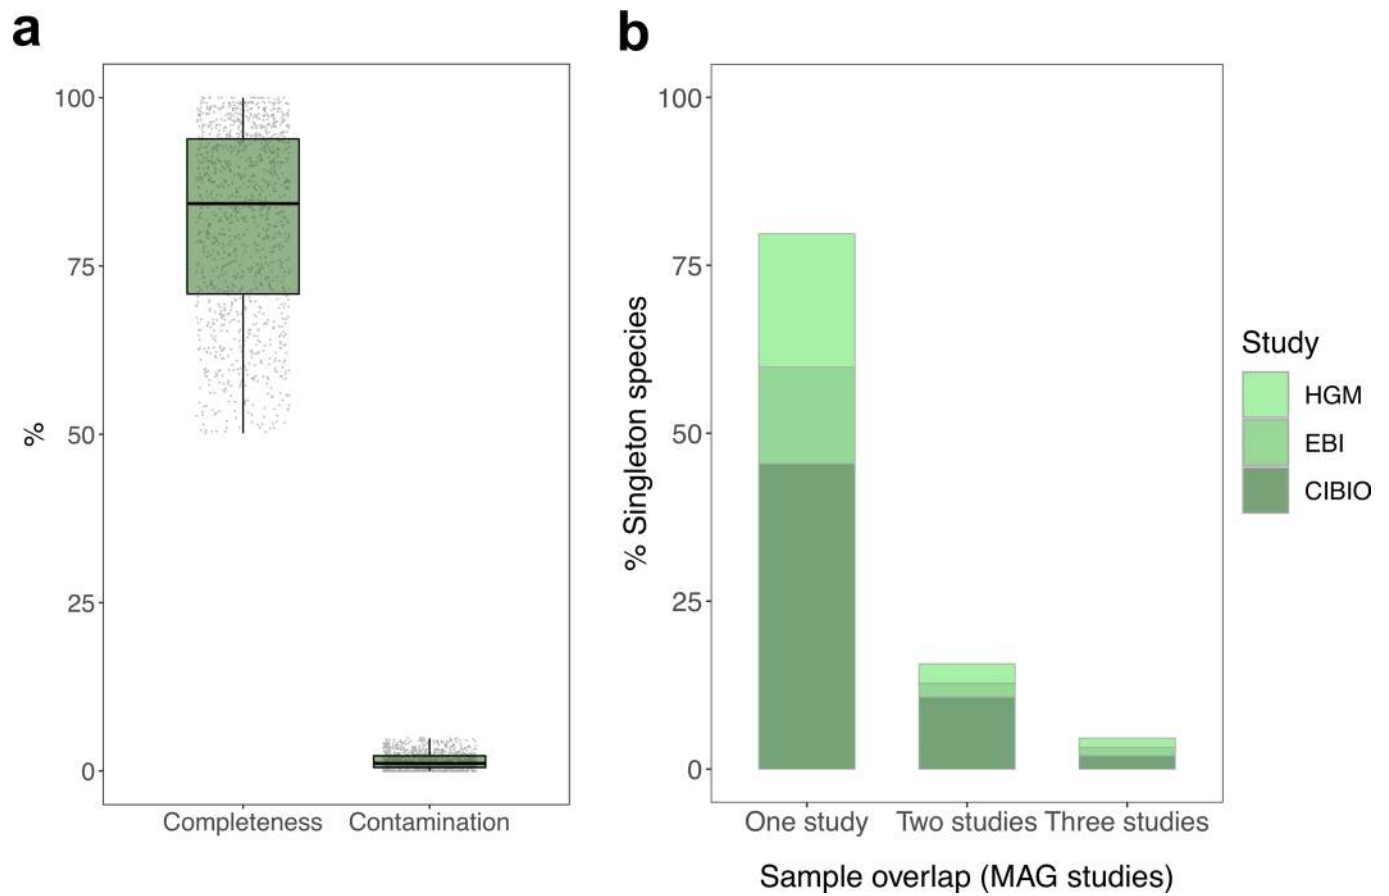 a
100
75
50
25
0
%
Completeness
Contamination
b
100
75
50
25
0
% Singleton species
One study
Two studies
Three studies
Sample overlap (MAG studies)
Study
HGM
EBI
CIBIO